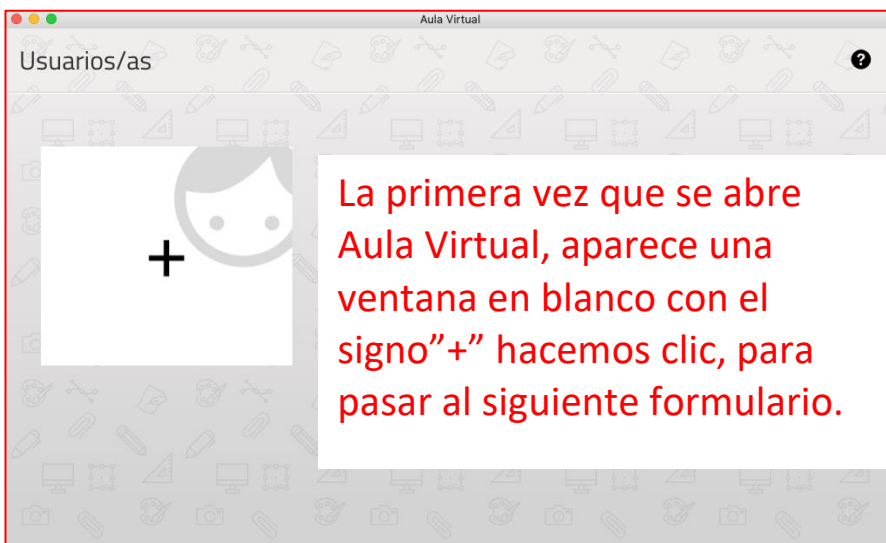 Aula Virtual
Usuarios/as
?
+
La primera vez que se abre
Aula Virtual, aparece una
ventana en blanco con el
signo”+” hacemos clic, para
pasar al siguiente formulario.